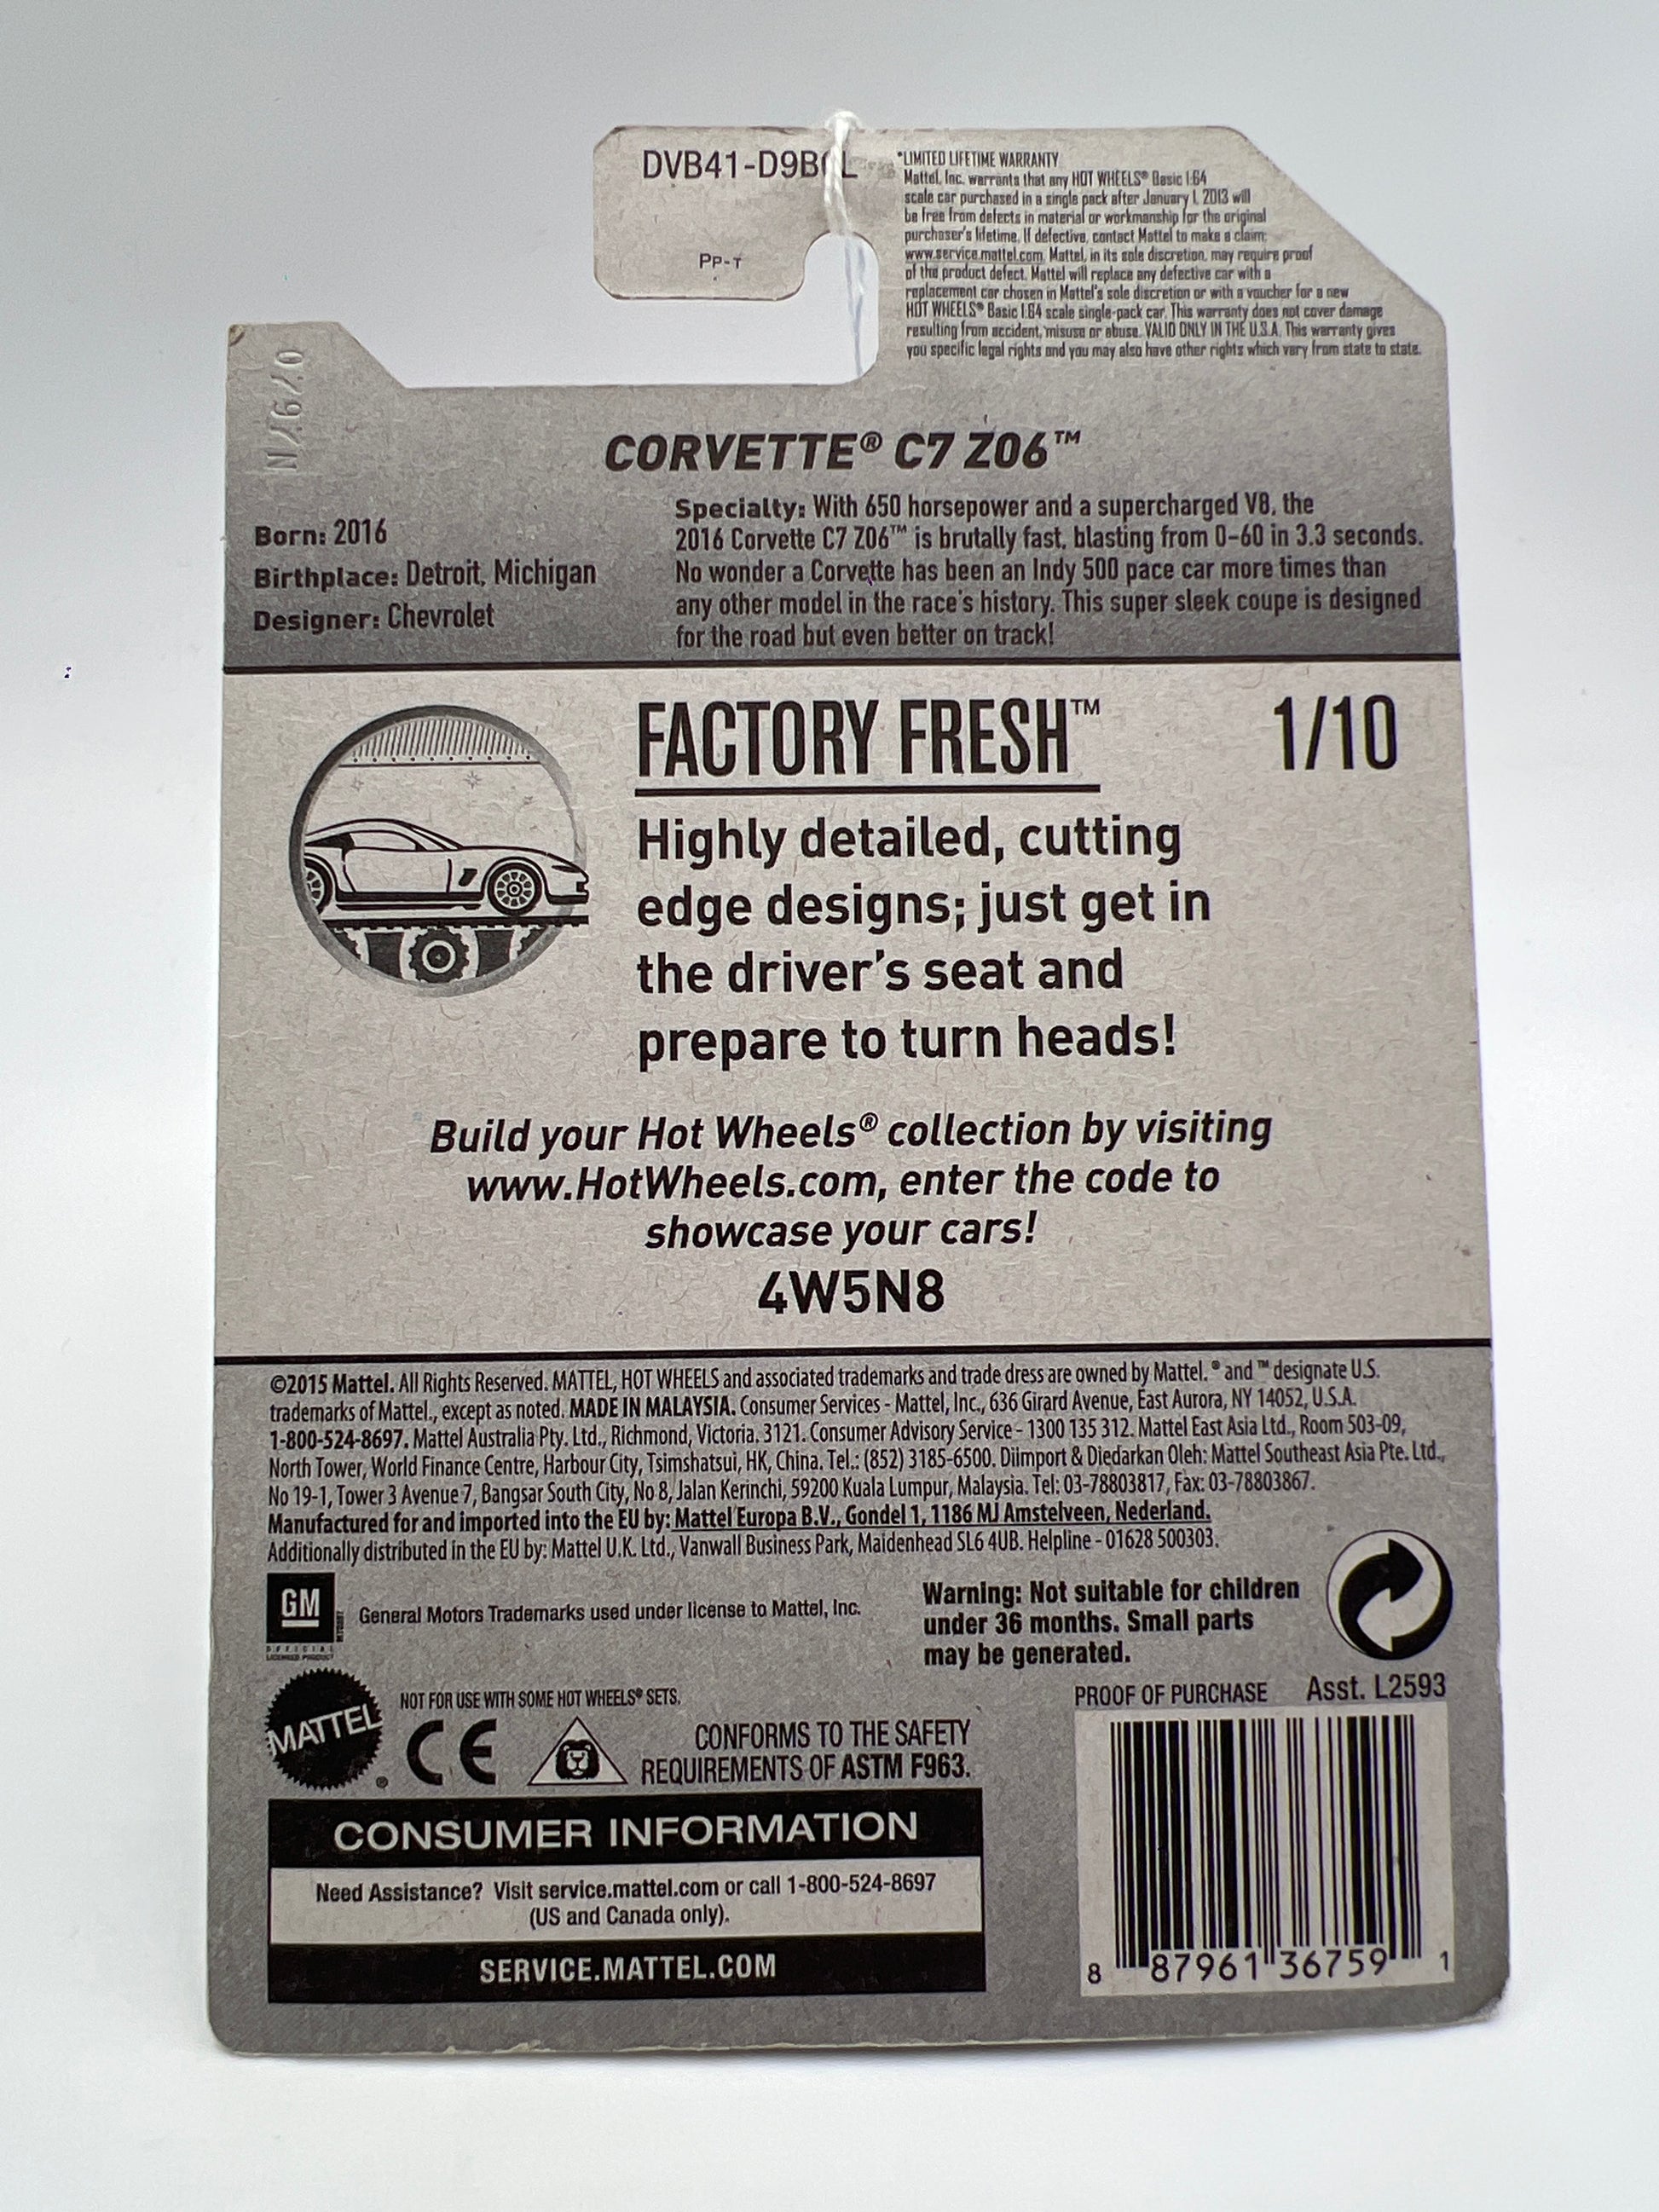 DVB41-D9B
L
PP-T
*LIMITED LIFETIME WARRANTY
Mattel, Inc. warrants that any HOT WHEELS® Basic 1:64
scale car purchased in a single pack after January 1, 2013 will
be free from defects in material or workmanship for the original
purchaser's lifetime. If defective, contact Mattel to make a claim:
www.service.mattel.com. Mattel, in its sole discretion, may require proof
of the product defect. Mattel will replace any defective car with a
replacement car chosen in Mattel's sole discretion or with a voucher for a new
HOT WHEELS® Basic 1:64 scale single-pack car. This warranty does not cover damage
resulting from accident, misuse or abuse. VALID ONLY IN THE U.S.A. This warranty gives
you specific legal rights and you may also have other rights which vary from state to state.
CORVETTE® C7 Z06™
Born: 2016
Birthplace: Detroit, Michigan
Designer: Chevrolet
Specialty: With 650 horsepower and a supercharged V8, the
2016 Corvette C7 Z06™ is brutally fast, blasting from 0-60 in 3.3 seconds.
No wonder a Corvette has been an Indy 500 pace car more times than
any other model in the race's history. This super sleek coupe is designed
for the road but even better on track!
FACTORY FRESH™
1/10
Highly detailed, cutting
edge designs; just get in
the driver's seat and
prepare to turn heads!
Build your Hot Wheels® collection by visiting
www.HotWheels.com, enter the code to
showcase your cars!
4W5N8
©2015 Mattel. All Rights Reserved. MATTEL, HOT WHEELS and associated trademarks and trade dress are owned by Mattel. ® and ™ designate U.S.
trademarks of Mattel., except as noted. MADE IN MALAYSIA. Consumer Services - Mattel, Inc., 636 Girard Avenue, East Aurora, NY 14052, U.S.A.
1-800-524-8697. Mattel Australia Pty. Ltd., Richmond, Victoria. 3121. Consumer Advisory Service - 1300 135 312. Mattel East Asia Ltd., Room 503-09,
North Tower, World Finance Centre, Harbour City, Tsimshatsui, HK, China. Tel.: (852) 3185-6500. Diimport & Diedarkan Oleh: Mattel Southeast Asia Pte. Ltd.,
No 19-1, Tower 3 Avenue 7, Bangsar South City, No 8, Jalan Kerinchi, 59200 Kuala Lumpur, Malaysia. Tel: 03-78803817, Fax: 03-78803867.
Manufactured for and imported into the EU by: Mattel Europa B.V., Gondel 1, 1186 MJ Amstelveen, Nederland.
Additionally distributed in the EU by: Mattel U.K. Ltd., Vanwall Business Park, Maidenhead SL6 4UB. Helpline - 01628 500303.
GM
OFFICIAL
LICENSED PRODUCT
General Motors Trademarks used under license to Mattel, Inc.
Warning: Not suitable for children
under 36 months. Small parts
may be generated.
MATTEL®
NOT FOR USE WITH SOME HOT WHEELS® SETS.
CE
CONFORMS TO THE SAFETY
REQUIREMENTS OF ASTM F963.
PROOF OF PURCHASE Asst. L2593
CONSUMER INFORMATION
Need Assistance? Visit service.mattel.com or call 1-800-524-8697
(US and Canada only).
SERVICE.MATTEL.COM
8 87961 36759 1